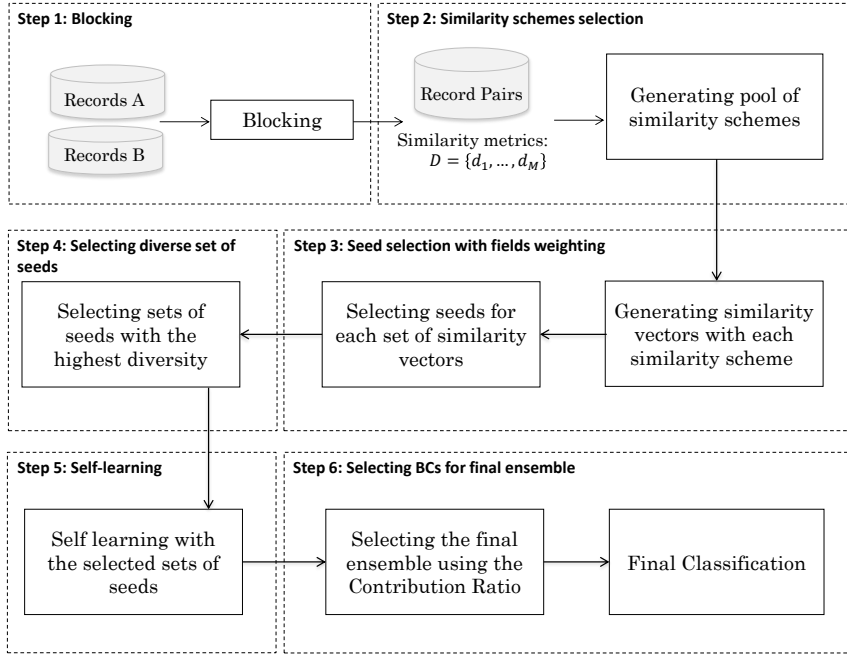 Step 1: Blocking
Records A
Records B
Blocking
Step 2: Similarity schemes selection
Record Pairs
Similarity metrics:
D = {d₁, … , d_M}
Generating pool of
similarity schemes
Step 3: Seed selection with fields weighting
Generating similarity
vectors with each
similarity scheme
Selecting seeds for
each set of similarity
vectors
Step 4: Selecting diverse set of
seeds
Selecting sets of
seeds with the
highest diversity
Step 5: Self-learning
Self learning with
the selected sets of
seeds
Step 6: Selecting BCs for final ensemble
Selecting the final
ensemble using the
Contribution Ratio
Final Classification